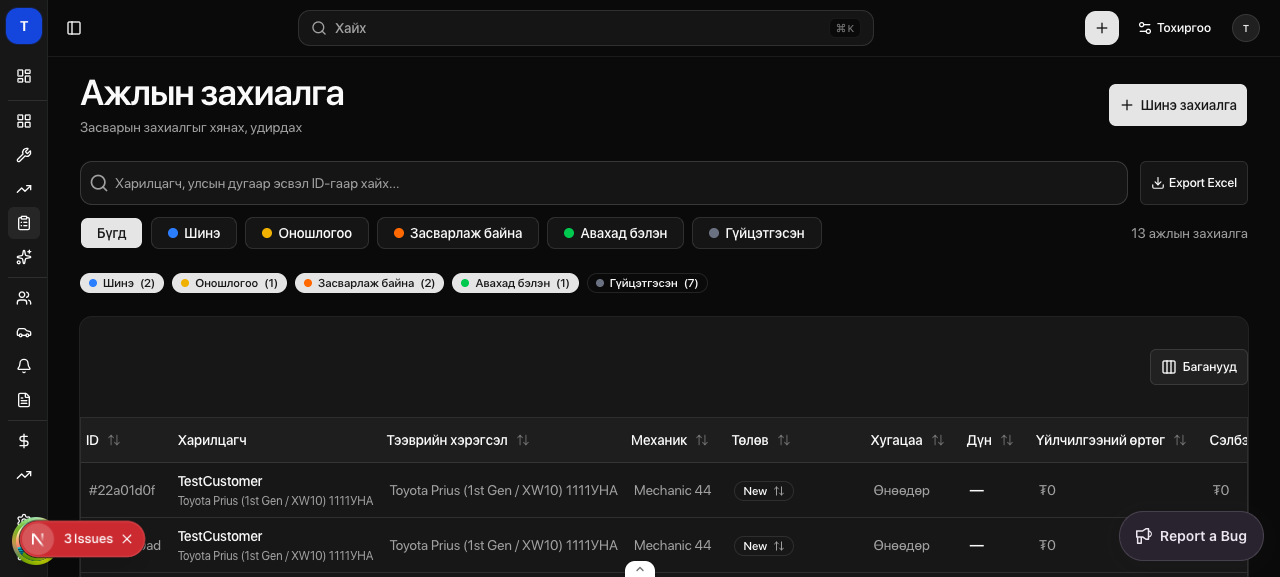 T
Хайх
⌘ K
Тохиргоо
T
Ажлын захиалга
Засварын захиалгыг хянах, удирдах
Шинэ захиалга
Харилцагч, улсын дугаар эсвэл ID-гаар хайх...
Export Excel
Бүгд
Шинэ
Оношлогоо
Засварлаж байна
Авахад бэлэн
Гүйцэтгэсэн
13 ажлын захиалга
Шинэ (2)
Оношлогоо (1)
Засварлаж байна (2)
Авахад бэлэн (1)
Гүйцэтгэсэн (7)
Баганууд
ID Харилцагч Тээврийн хэрэгсэл Механик Төлөв Хугацаа Дүн Үйлчилгээний өртөг Сэлбэ
#22a01d0f TestCustomer Toyota Prius (1st Gen / XW10) 1111УНА Mechanic 44 New Өнөөдөр — ₮0 ₮0
Toyota Prius (1st Gen / XW10) 1111УНА
ad TestCustomer Toyota Prius (1st Gen / XW10) 1111УНА Mechanic 44 New Өнөөдөр — ₮0
Toyota Prius (1st Gen / XW10) 1111УНА
N 3 Issues
Report a Bug